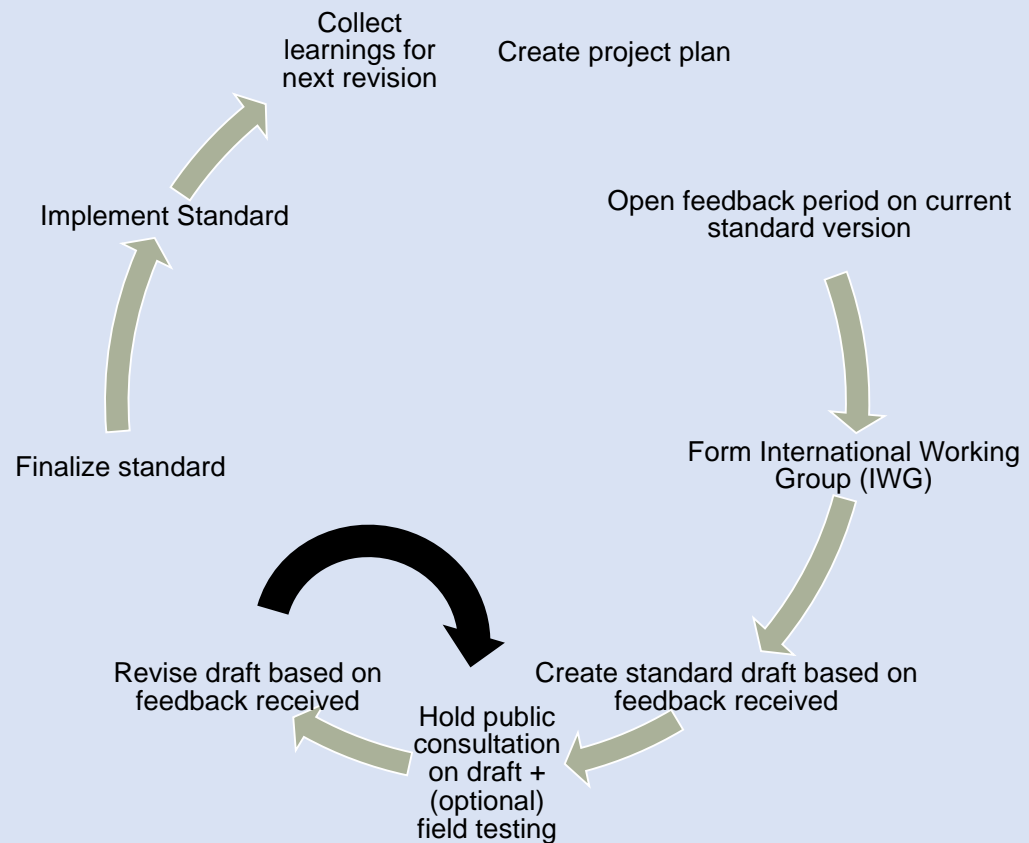 Collect
learnings for
next revision
Create project plan
Open feedback period on current
standard version
Form International Working
Group (IWG)
Create standard draft based on
feedback received
Hold public
consultation
on draft +
(optional)
field testing
Revise draft based on
feedback received
Finalize standard
Implement Standard